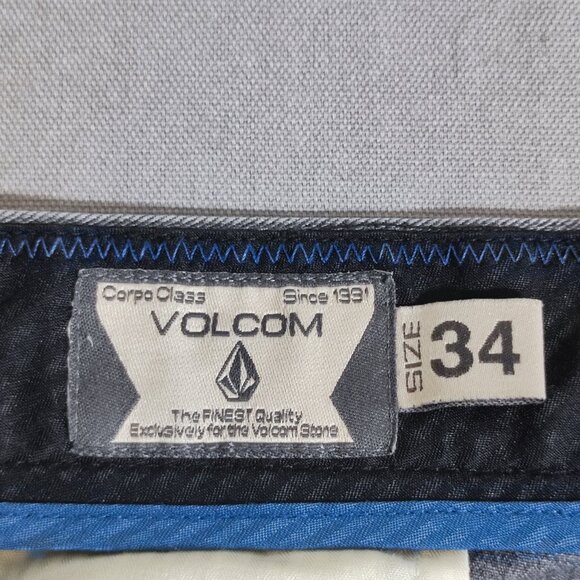 Corpo Class Since 1991
VOLCOM
The FINEST Quality
Exclusively for the Volcom Stone
SIZE 34